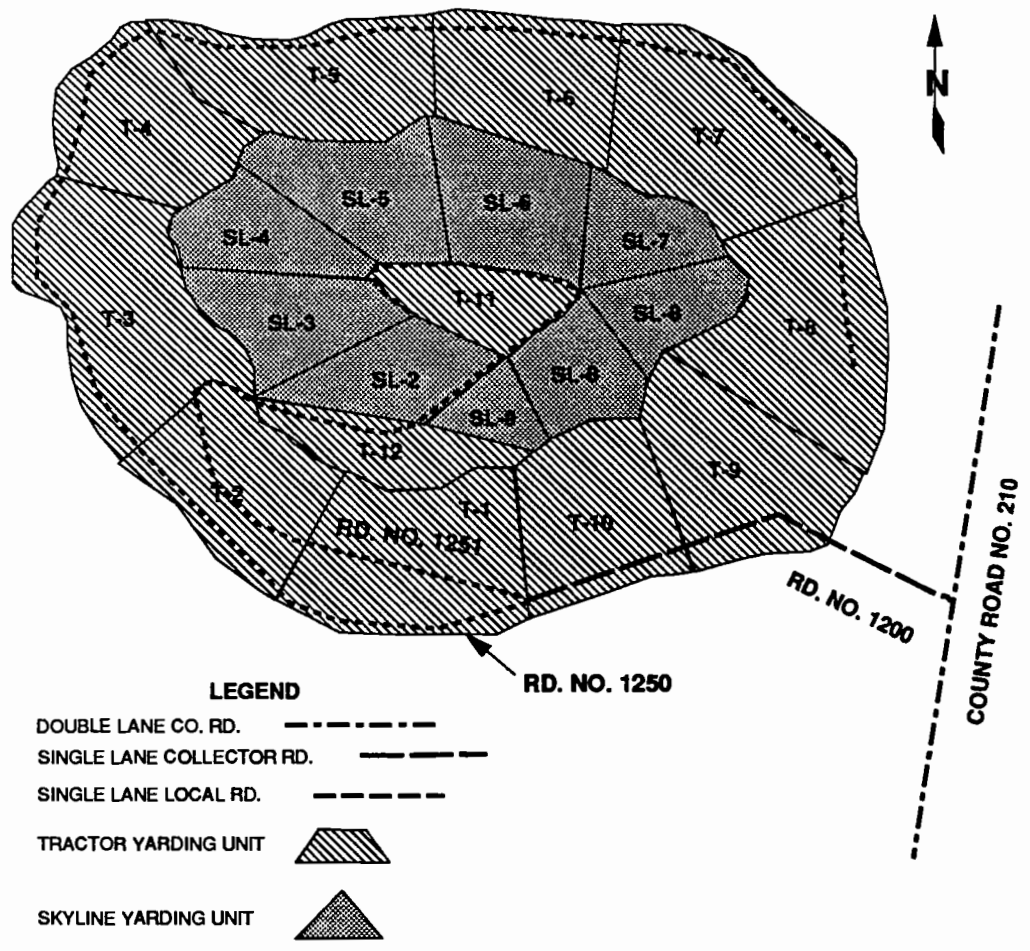 T-5
T-6
N
T-4
T-7
SL-5
SL-6
SL-4
SL-7
T-11
SL-8
T-3
SL-3
T-8
SL-2
T-12
T-9
T-2
T-1
T-10
RD. NO. 1251
COUNTY ROAD NO. 210
RD. NO. 1200
RD. NO. 1250
LEGEND
DOUBLE LANE CO. RD.
SINGLE LANE COLLECTOR RD.
SINGLE LANE LOCAL RD.
TRACTOR YARDING UNIT
SKYLINE YARDING UNIT